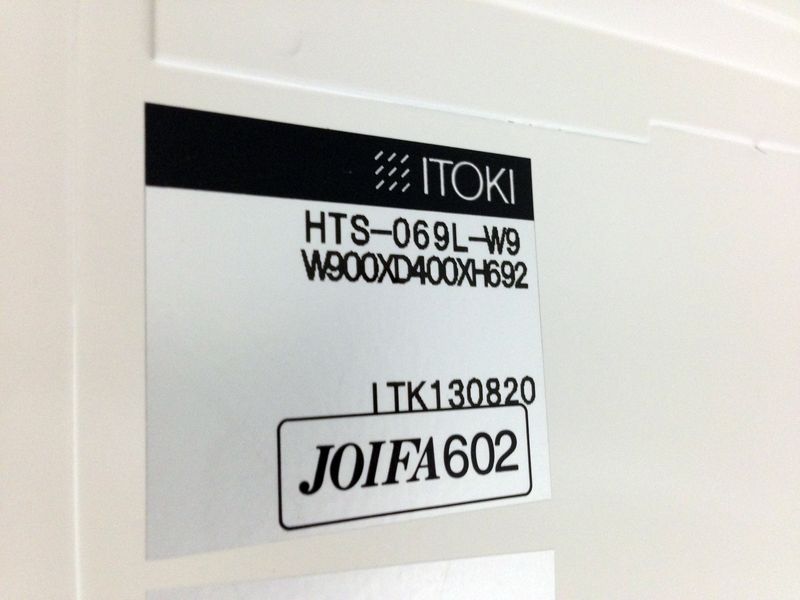 ITOKI
HTS-069L-W9
W900XD400XH692
ITK130820
JOIFA602